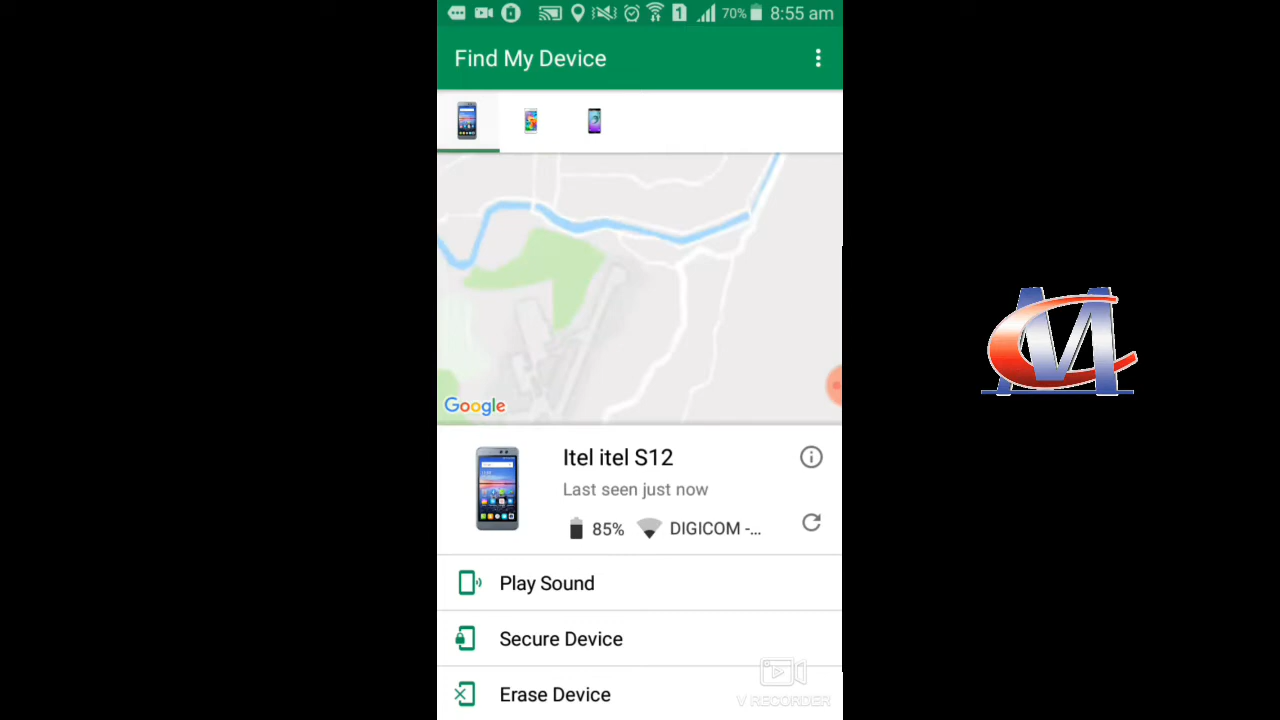 1 70% 8:55 am
Find My Device
Google
Itel itel S12
Last seen just now
85% DIGICOM -...
Play Sound
Secure Device
Erase Device
V RECORDER